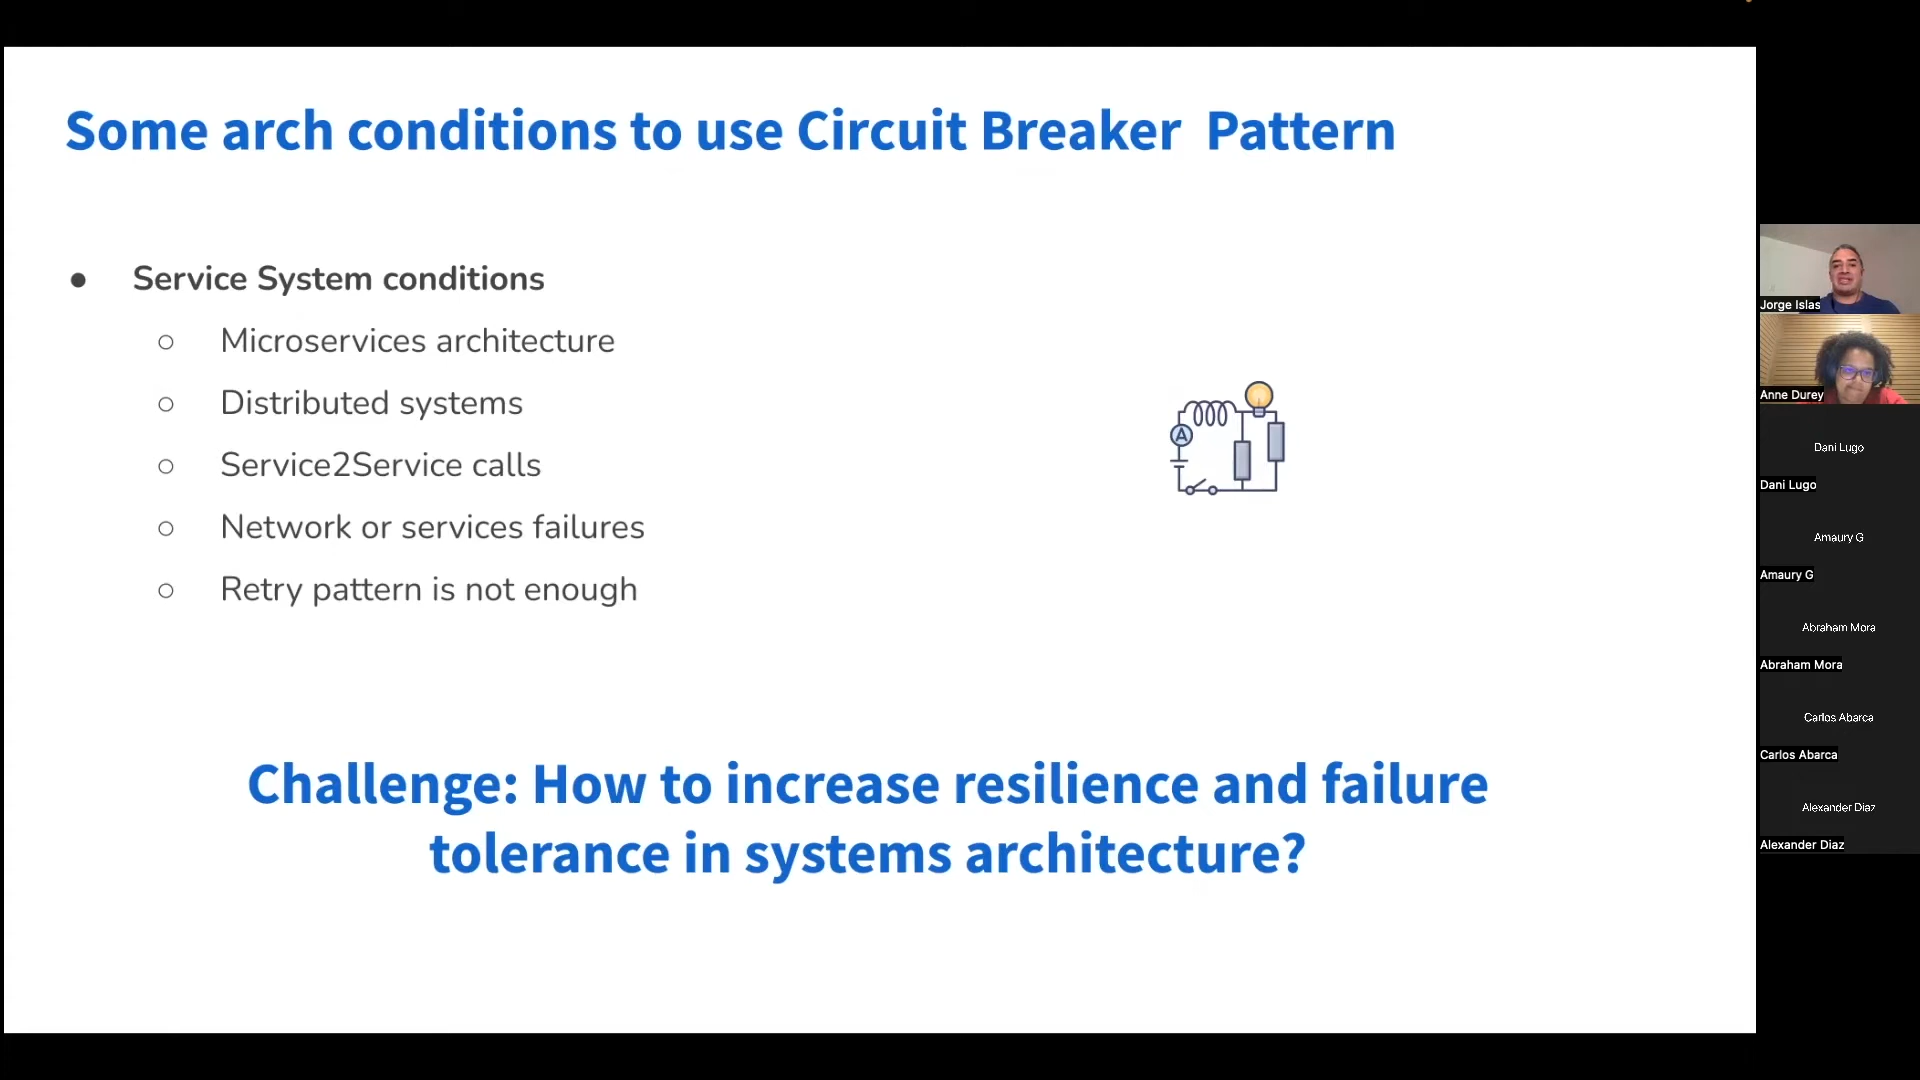 Some arch conditions to use Circuit Breaker Pattern
● Service System conditions
○ Microservices architecture
○ Distributed systems
○ Service2Service calls
○ Network or services failures
○ Retry pattern is not enough
A
Challenge: How to increase resilience and failure
tolerance in systems architecture?
Jorge Islas
Anne Durey
Dani Lugo
Dani Lugo
Amaury G
Amaury G
Abraham Mora
Abraham Mora
Carlos Abarca
Carlos Abarca
Alexander Diaz
Alexander Diaz